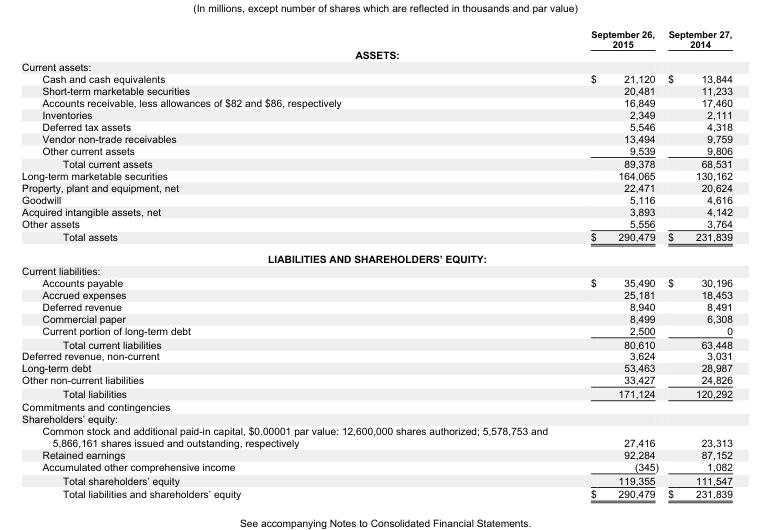 (In millions, except number of shares which are reflected in thousands and par value)
September 26, 2015 September 27, 2014
ASSETS:
Current assets:
Cash and cash equivalents $ 21,120 $ 13,844
Short-term marketable securities 20,481 11,233
Accounts receivable, less allowances of $82 and $86, respectively 16,849 17,460
Inventories 2,349 2,111
Deferred tax assets 5,546 4,318
Vendor non-trade receivables 13,494 9,759
Other current assets 9,539 9,806
Total current assets 89,378 68,531
Long-term marketable securities 164,065 130,162
Property, plant and equipment, net 22,471 20,624
Goodwill 5,116 4,616
Acquired intangible assets, net 3,893 4,142
Other assets 5,556 3,764
Total assets $ 290,479 $ 231,839
LIABILITIES AND SHAREHOLDERS' EQUITY:
Current liabilities:
Accounts payable $ 35,490 $ 30,196
Accrued expenses 25,181 18,453
Deferred revenue 8,940 8,491
Commercial paper 8,499 6,308
Current portion of long-term debt 2,500 0
Total current liabilities 80,610 63,448
Deferred revenue, non-current 3,624 3,031
Long-term debt 53,463 28,987
Other non-current liabilities 33,427 24,826
Total liabilities 171,124 120,292
Commitments and contingencies
Shareholders' equity:
Common stock and additional paid-in capital, $0.00001 par value: 12,600,000 shares authorized; 5,578,753 and
5,866,161 shares issued and outstanding, respectively 27,416 23,313
Retained earnings 92,284 87,152
Accumulated other comprehensive income (345) 1,082
Total shareholders' equity 119,355 111,547
Total liabilities and shareholders' equity $ 290,479 $ 231,839
See accompanying Notes to Consolidated Financial Statements.